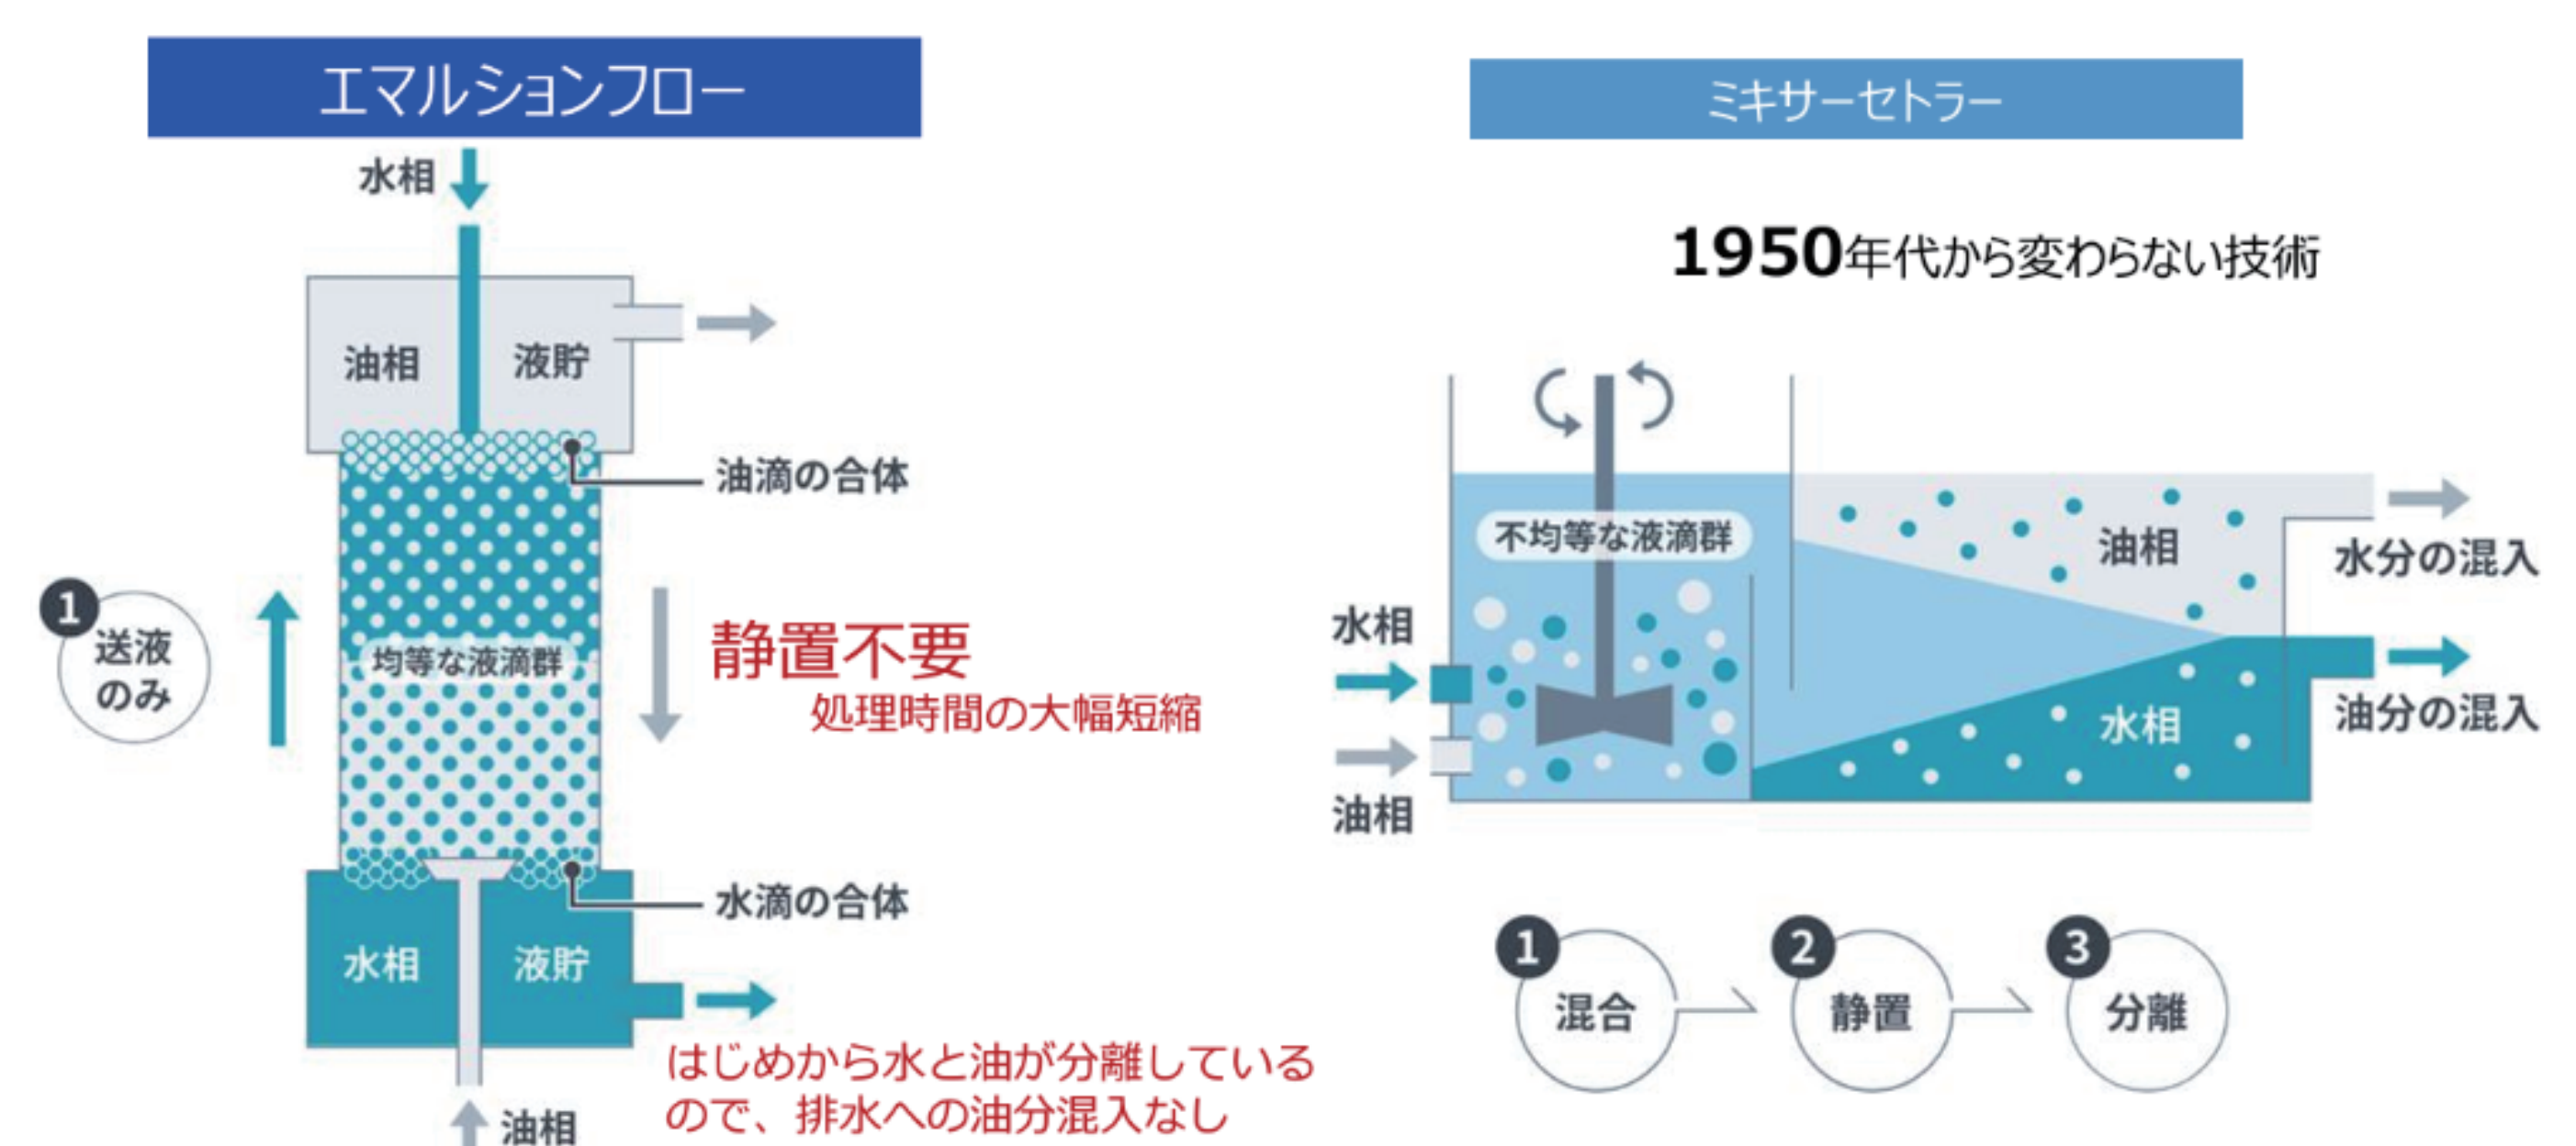 エマルションフロー
水相
油相
液貯
油滴の合体
1
送液
のみ
均等な液滴群
静置不要
処理時間の大幅短縮
水滴の合体
水相
液貯
はじめから水と油が分離している
ので、排水への油分混入なし
油相
ミキサーセトラー
1950年代から変わらない技術
不均等な液滴群
油相
水分の混入
水相
水相
油分の混入
油相
1
混合
2
静置
3
分離